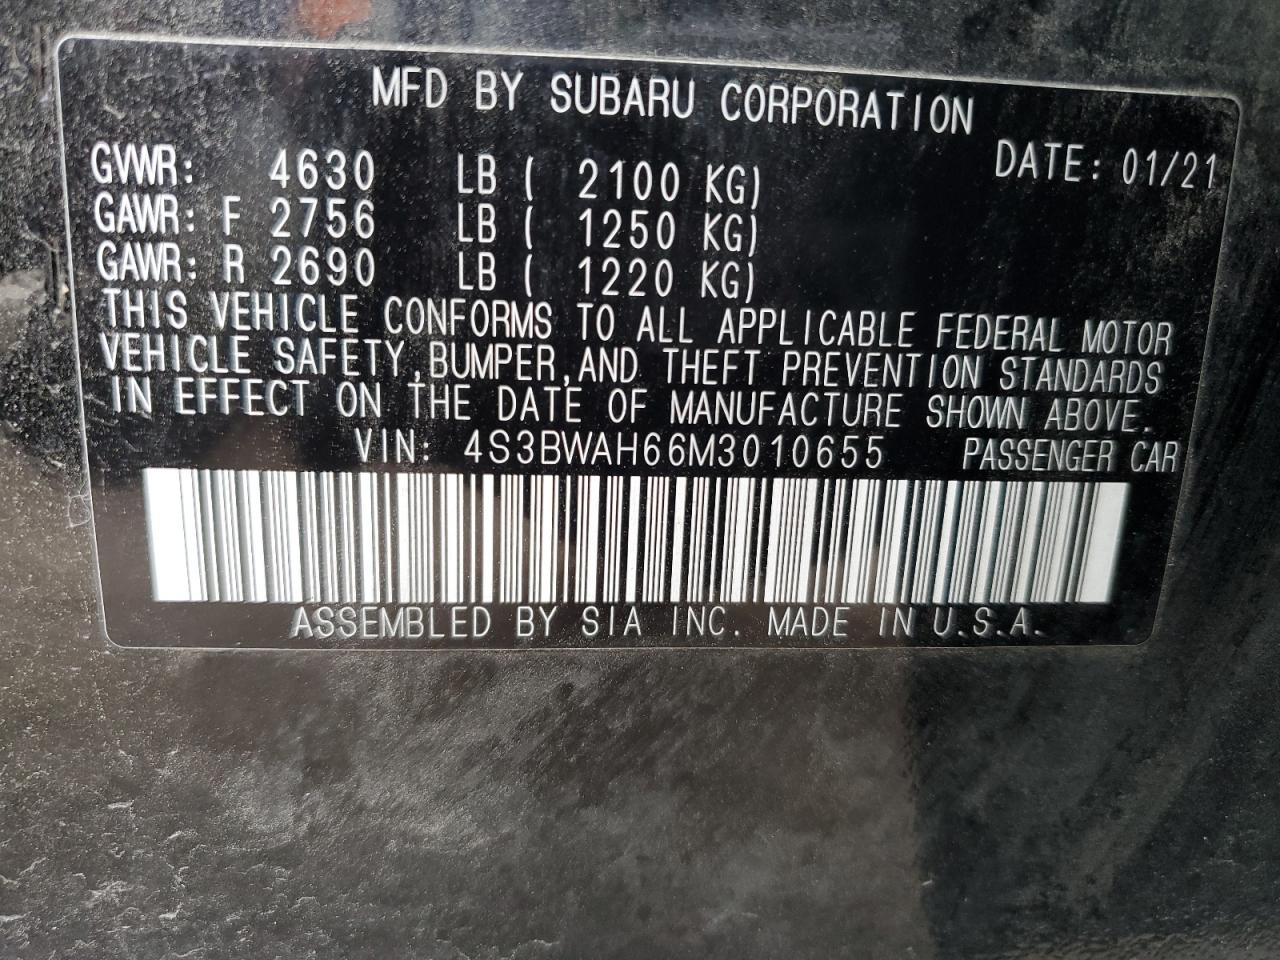 MFD BY SUBARU CORPORATION
DATE: 01/21
GVWR: 4630 LB ( 2100 KG)
GAWR: F 2756 LB ( 1250 KG)
GAWR: R 2690 LB ( 1220 KG)
THIS VEHICLE CONFORMS TO ALL APPLICABLE FEDERAL MOTOR
VEHICLE SAFETY,BUMPER,AND THEFT PREVENTION STANDARDS
IN EFFECT ON THE DATE OF MANUFACTURE SHOWN ABOVE.
VIN: 4S3BWAH66M3010655 PASSENGER CAR
ASSEMBLED BY SIA INC. MADE IN U.S.A.